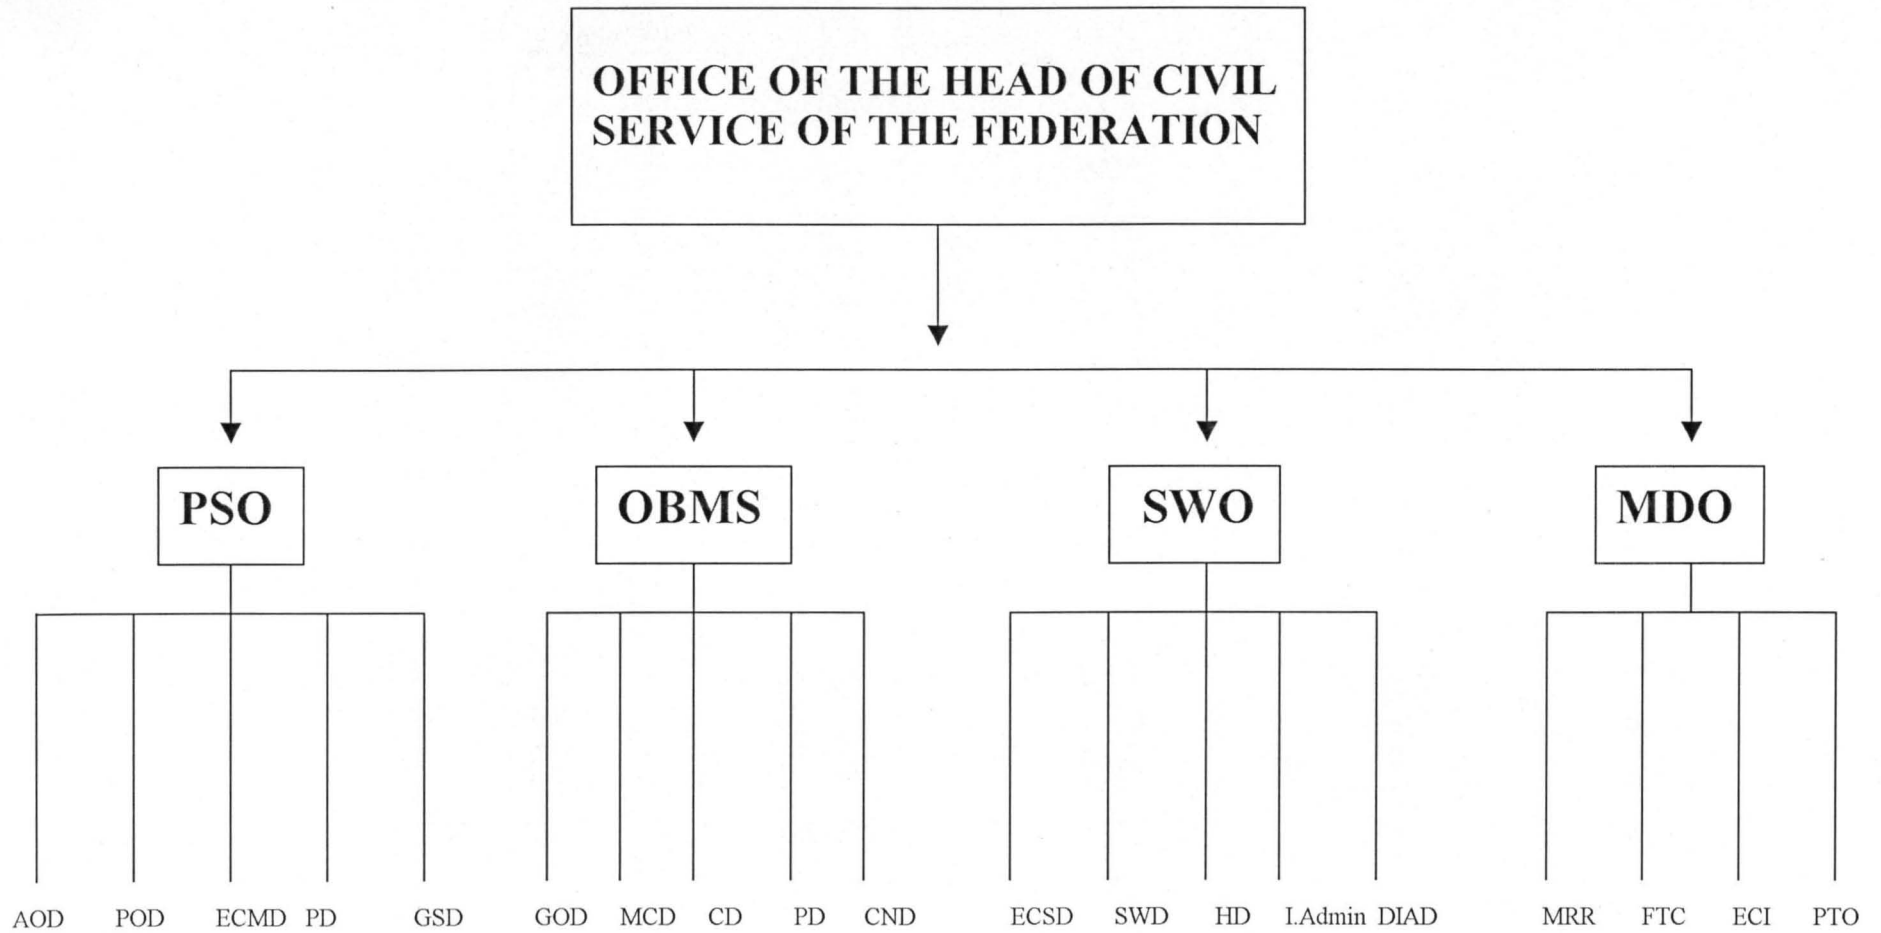 OFFICE OF THE HEAD OF CIVIL
SERVICE OF THE FEDERATION
PSO OBMS SWO MDO
AOD POD ECMD PD GSD GOD MCD CD PD CND ECSD SWD HD I.Admin DIAD MRR FTC ECI PTO